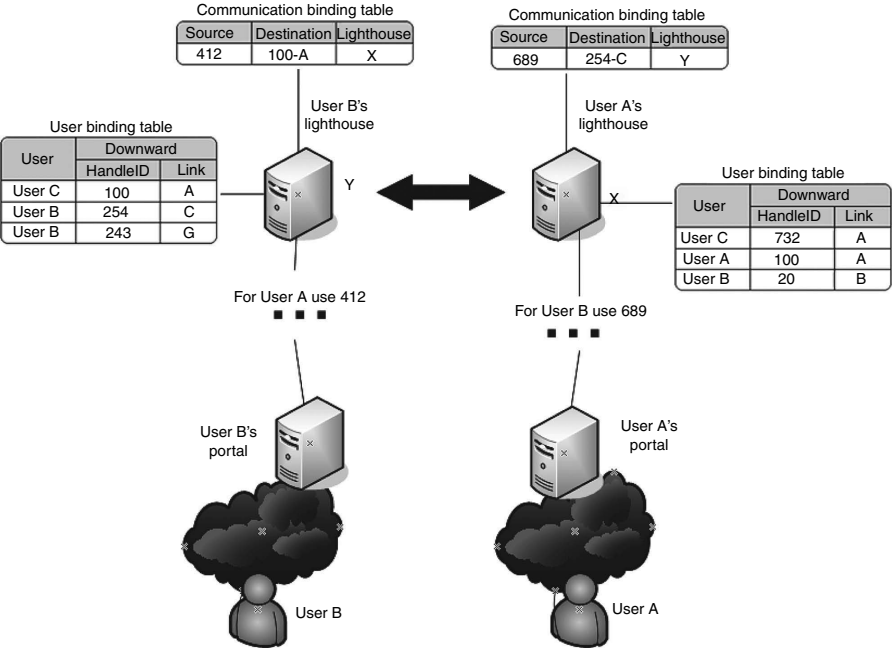 Communication binding table
Source Destination Lighthouse
412 100-A X
Communication binding table
Source Destination Lighthouse
689 254-C Y
User B's
lighthouse
User A's
lighthouse
User binding table
User Downward
HandleID Link
User C 100 A
User B 254 C
User B 243 G
Y
X
User binding table
User Downward
HandleID Link
User C 732 A
User A 100 A
User B 20 B
For User A use 412
For User B use 689
User B's
portal
User A's
portal
User B
User A